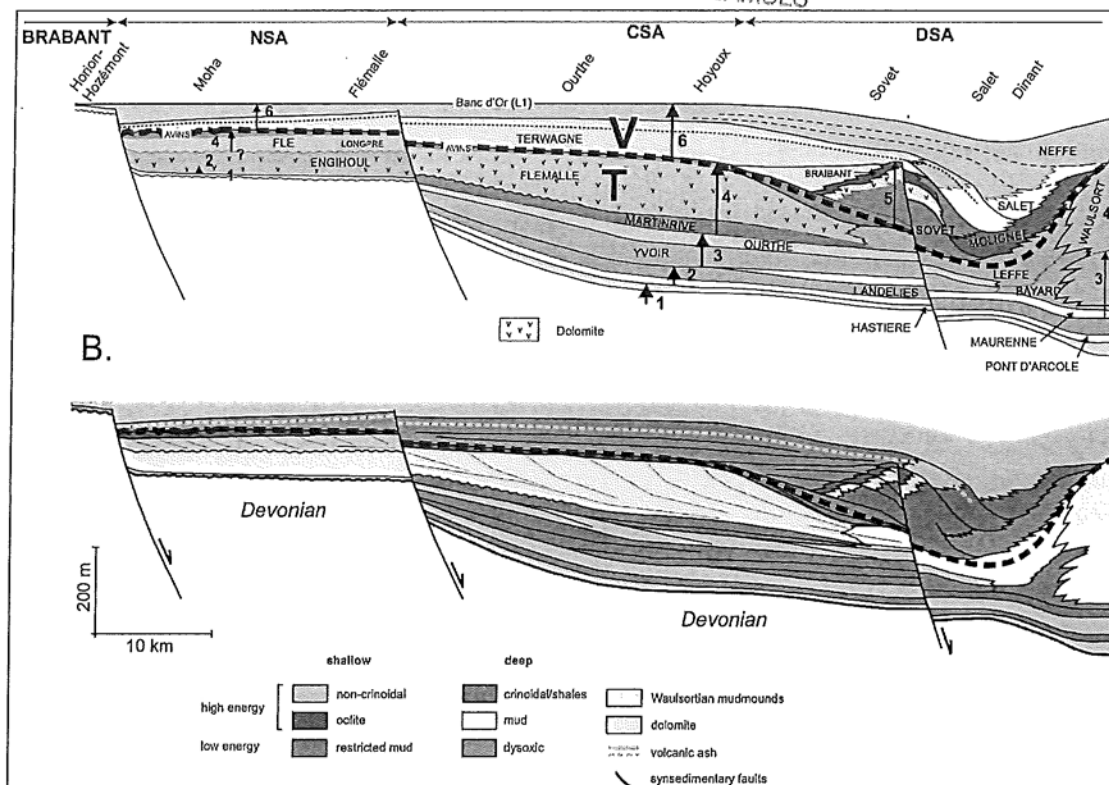 BRABANT NSA CSA DSA
Horion-Hozémont Moha Flémalle Ourthe Hoyoux Sovet Salet Dinant
Banc d'Or (L1)
6
V
6
AVINS
4
FLE
LONGPRE
AVINS
TERWAGNE
NEFFE
2
?
ENGIHOUL
1
FLEMALLE
T
4
BRAIBANT
5
SALET
WAULSORT
MARTINRIVE
SOVET
MOLIGNEE
YVOIR
OURTHE
3
LEFFE
3
2
LANDELIES
BAYARD
1
HASTIERE
MAURENNE
Dolomite
PONT D'ARCOLE
B.
Devonian
200 m
10 km
Devonian
shallow deep
high energy non-crinoidal crinoidal/shales Waulsortian mudmounds
oolite mud dolomite
low energy restricted mud dysoxic volcanic ash
synsedimentary faults